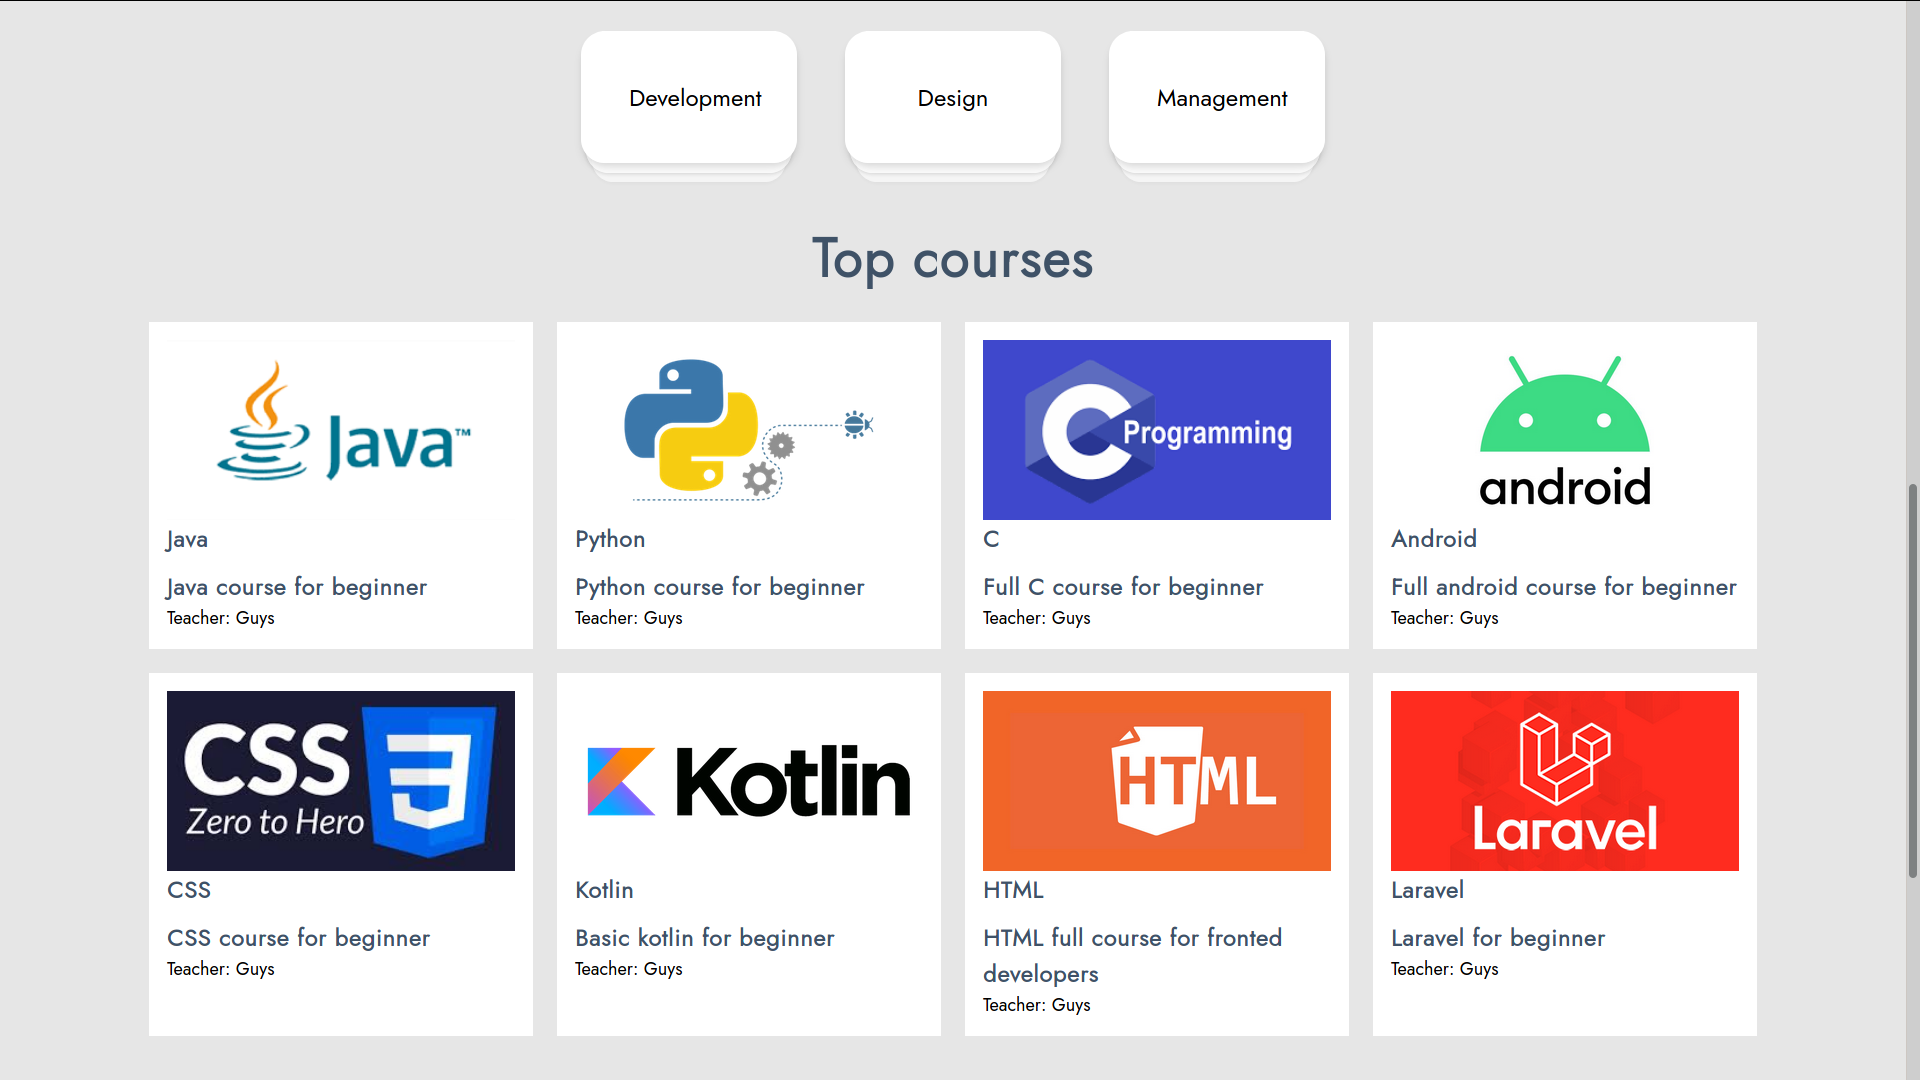 Development
Design
Management
Top courses
Java™
Java
Java course for beginner
Teacher: Guys
Python
Python course for beginner
Teacher: Guys
C Programming
C
Full C course for beginner
Teacher: Guys
android
Android
Full android course for beginner
Teacher: Guys
CSS
Zero to Hero
CSS
CSS course for beginner
Teacher: Guys
Kotlin
Kotlin
Basic kotlin for beginner
Teacher: Guys
HTML
HTML
HTML full course for fronted
developers
Teacher: Guys
Laravel
Laravel
Laravel for beginner
Teacher: Guys